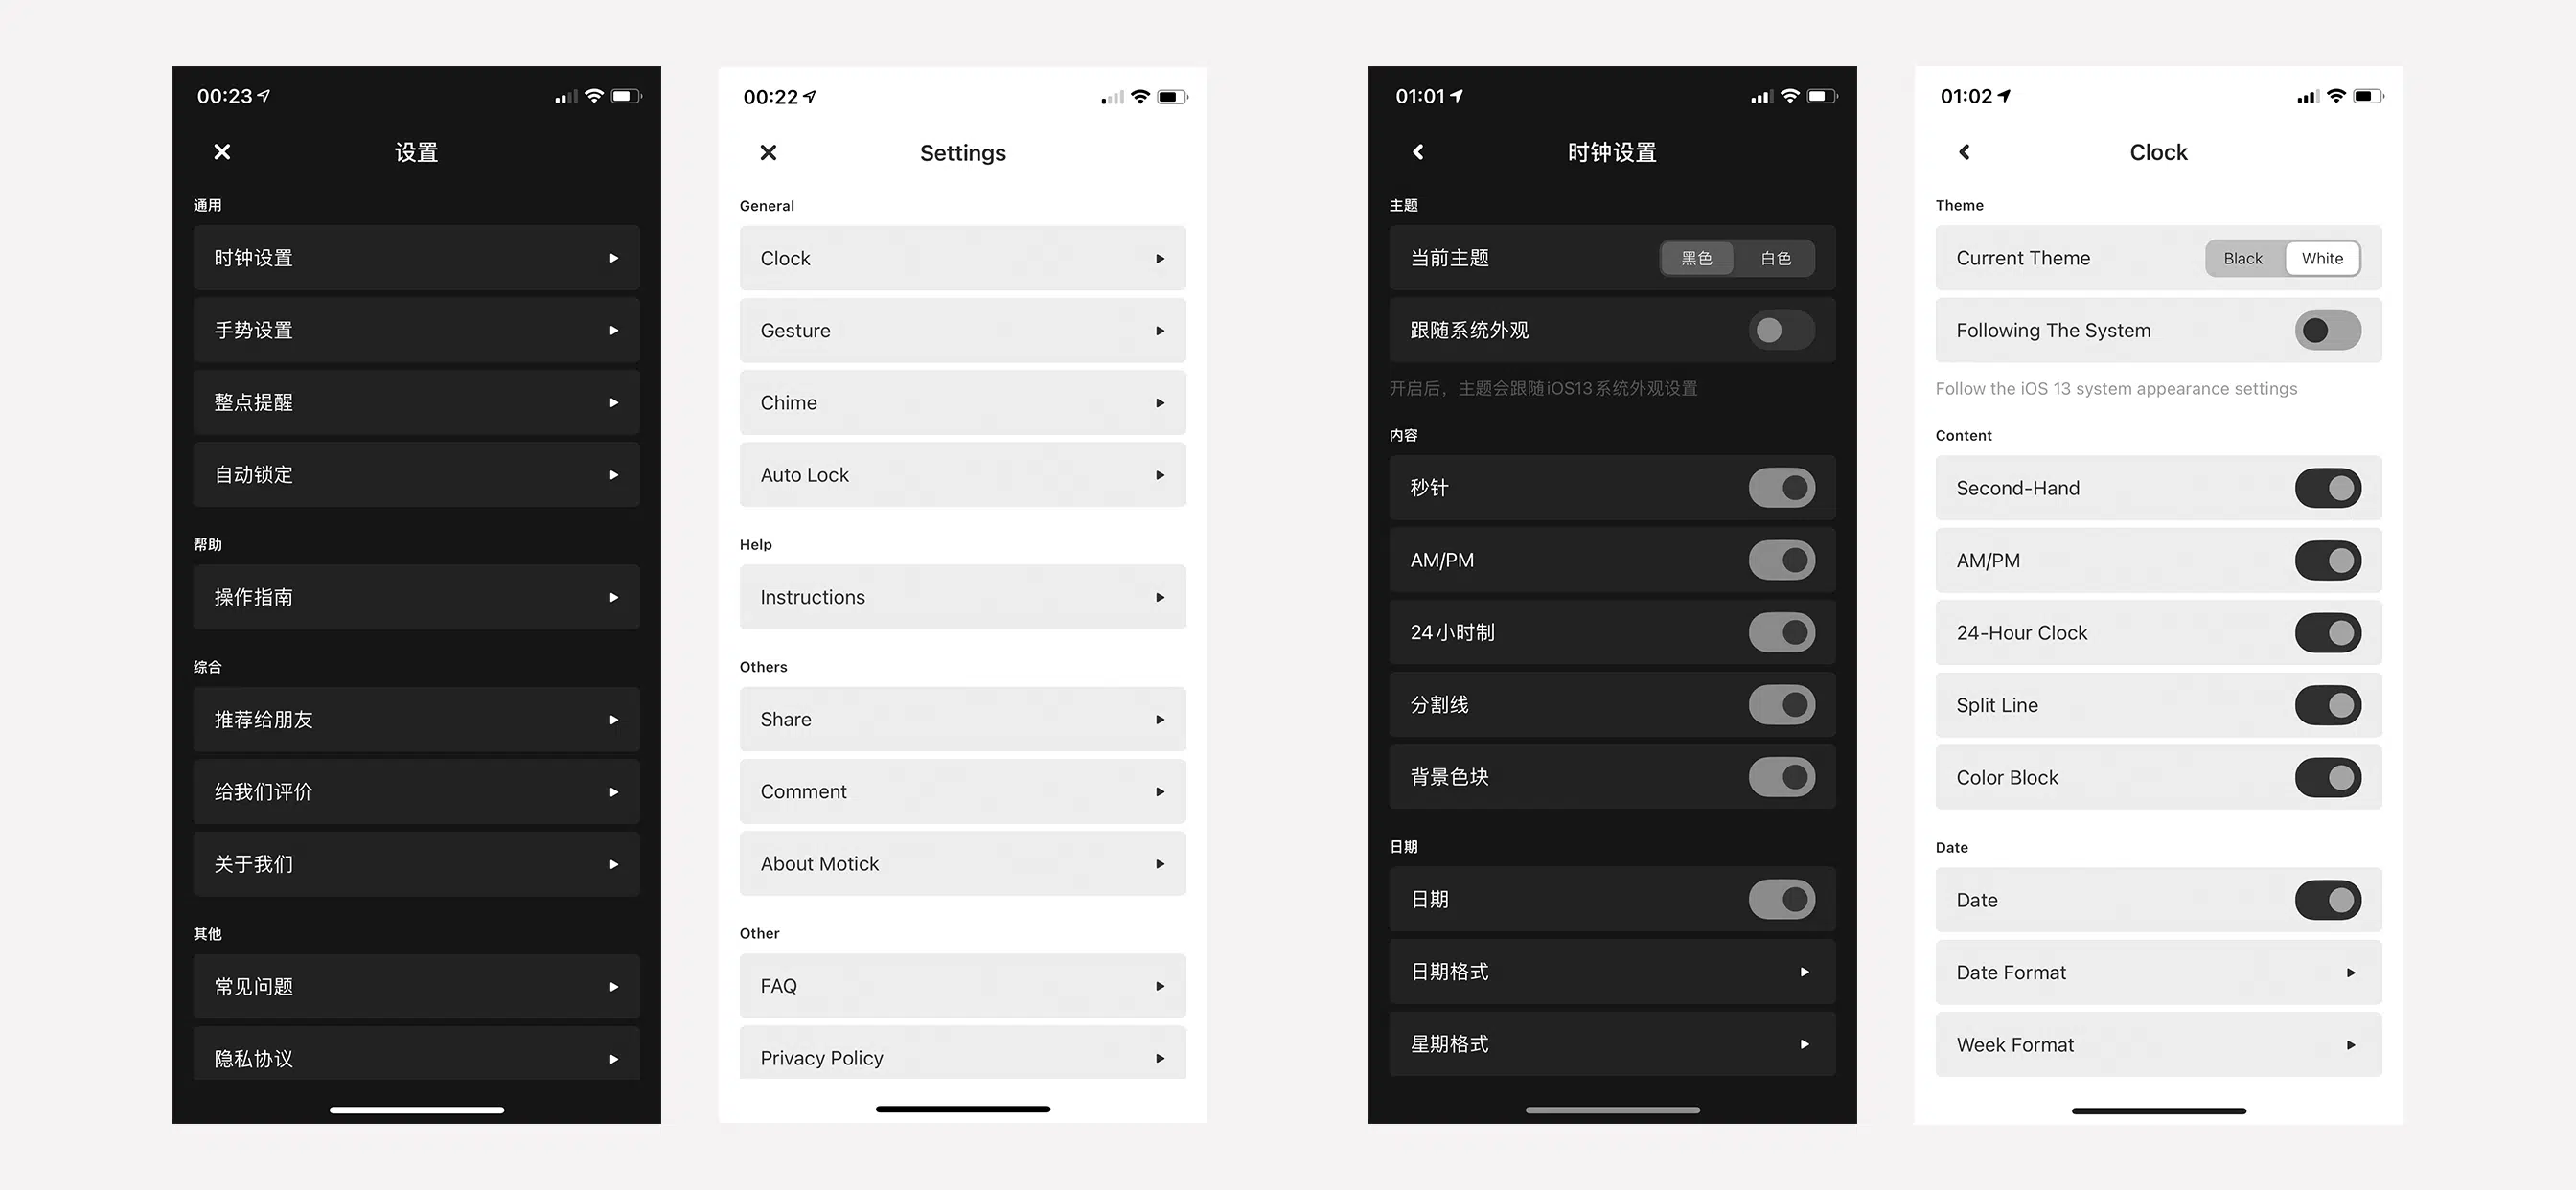 00:23
设置
通用
时钟设置
手势设置
整点提醒
自动锁定
帮助
操作指南
综合
推荐给朋友
给我们评价
关于我们
其他
常见问题
隐私协议
00:22
Settings
General
Clock
Gesture
Chime
Auto Lock
Help
Instructions
Others
Share
Comment
About Motick
Other
FAQ
Privacy Policy
01:01
时钟设置
主题
当前主题 黑色 白色
跟随系统外观
开启后，主题会跟随iOS13系统外观设置
内容
秒针
AM/PM
24小时制
分割线
背景色块
日期
日期
日期格式
星期格式
01:02
Clock
Theme
Current Theme Black White
Following The System
Follow the iOS 13 system appearance settings
Content
Second-Hand
AM/PM
24-Hour Clock
Split Line
Color Block
Date
Date
Date Format
Week Format